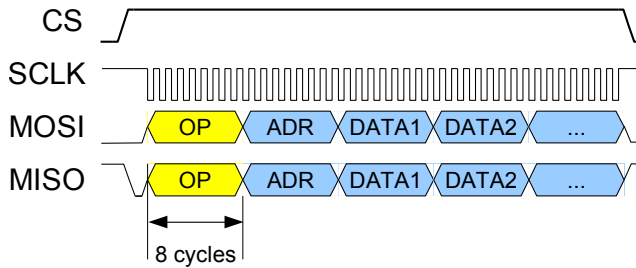 CS
SCLK
MOSI OP ADR DATA1 DATA2 ...
MISO OP ADR DATA1 DATA2 ...
8 cycles